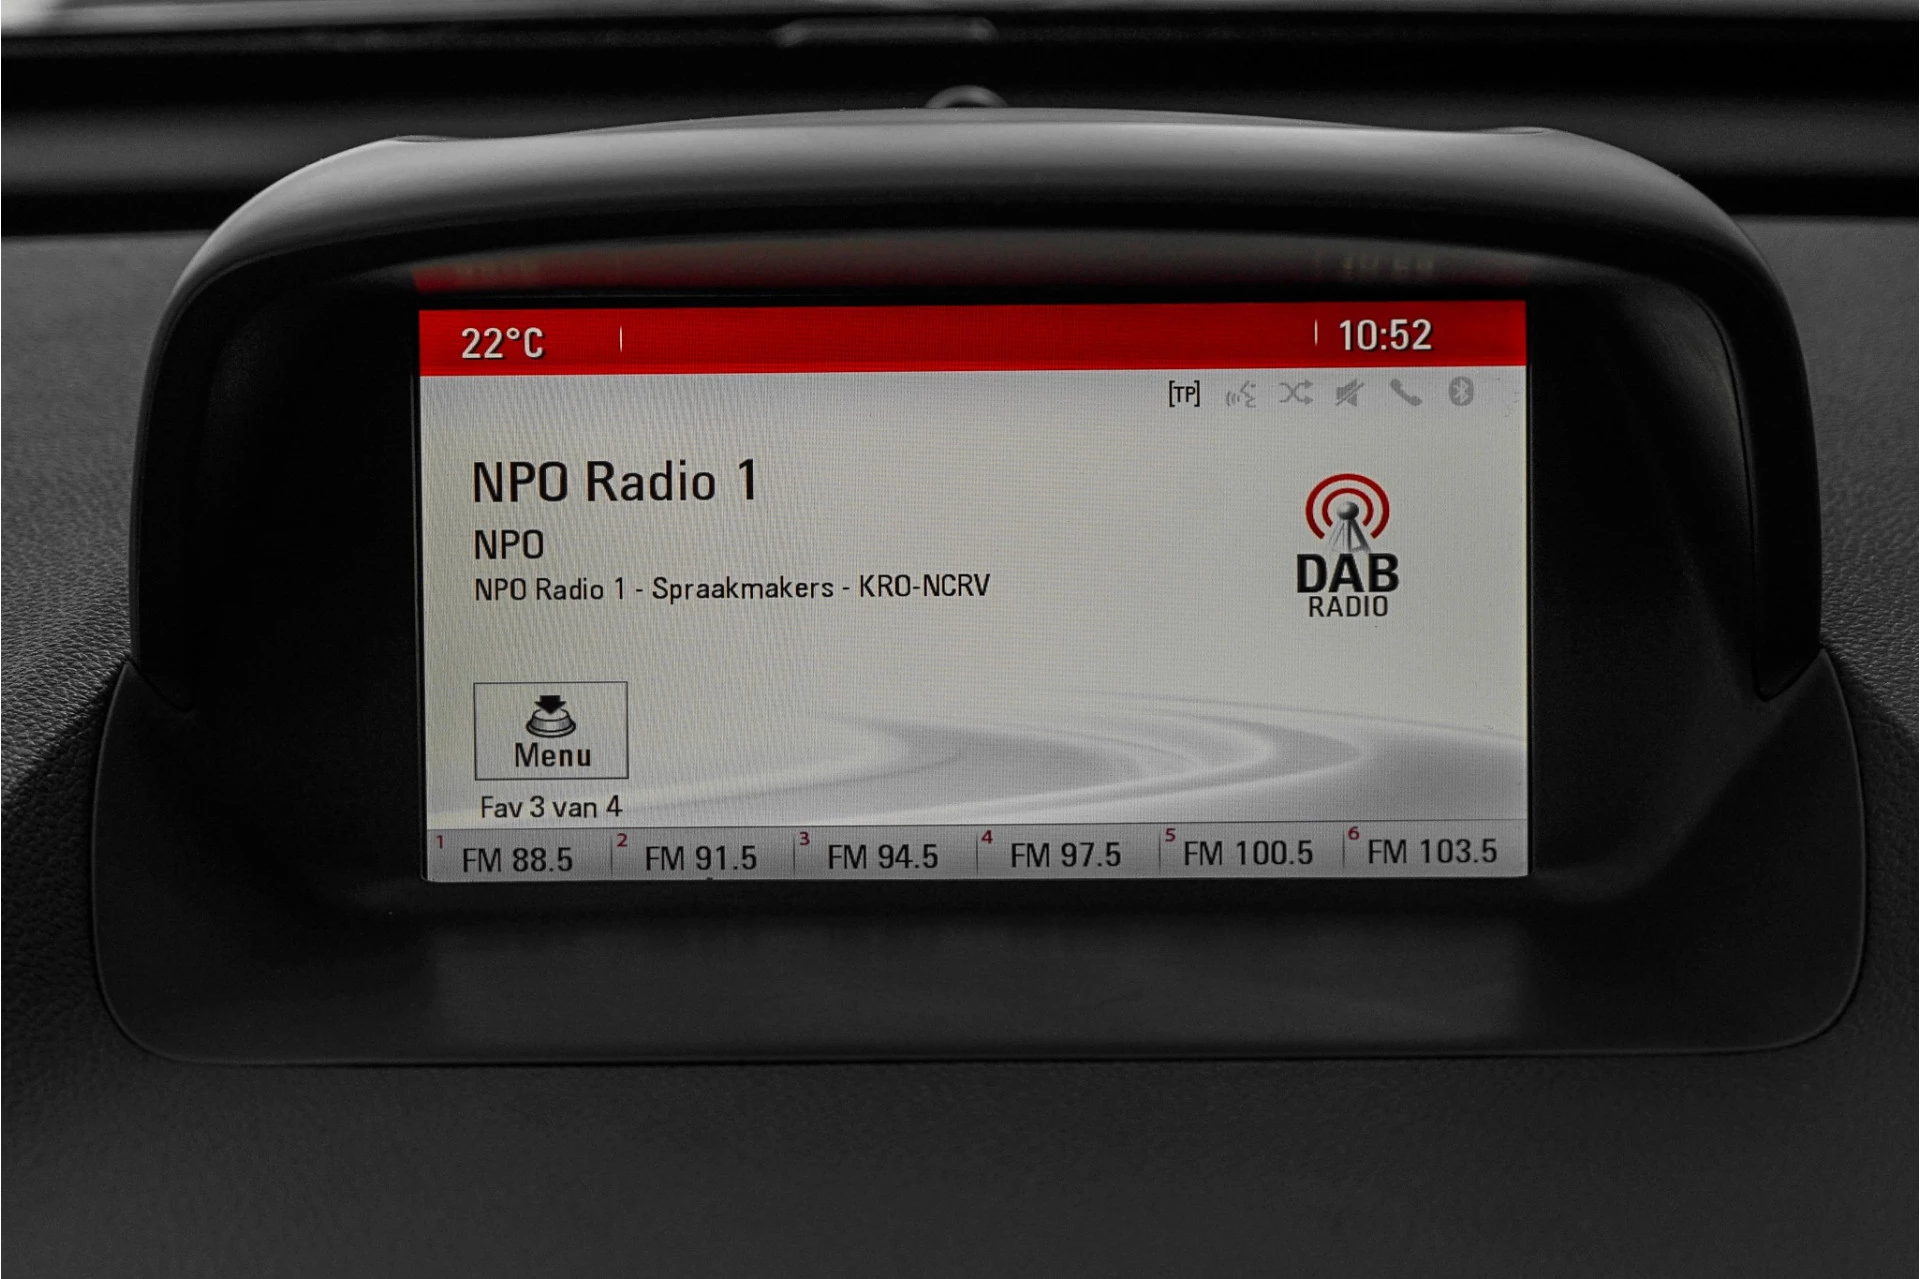 22°C 10:52
[TP]
NPO Radio 1
NPO
NPO Radio 1 - Spraakmakers - KRO-NCRV
DAB
RADIO
Menu
Fav 3 van 4
1 FM 88.5 2 FM 91.5 3 FM 94.5 4 FM 97.5 5 FM 100.5 6 FM 103.5